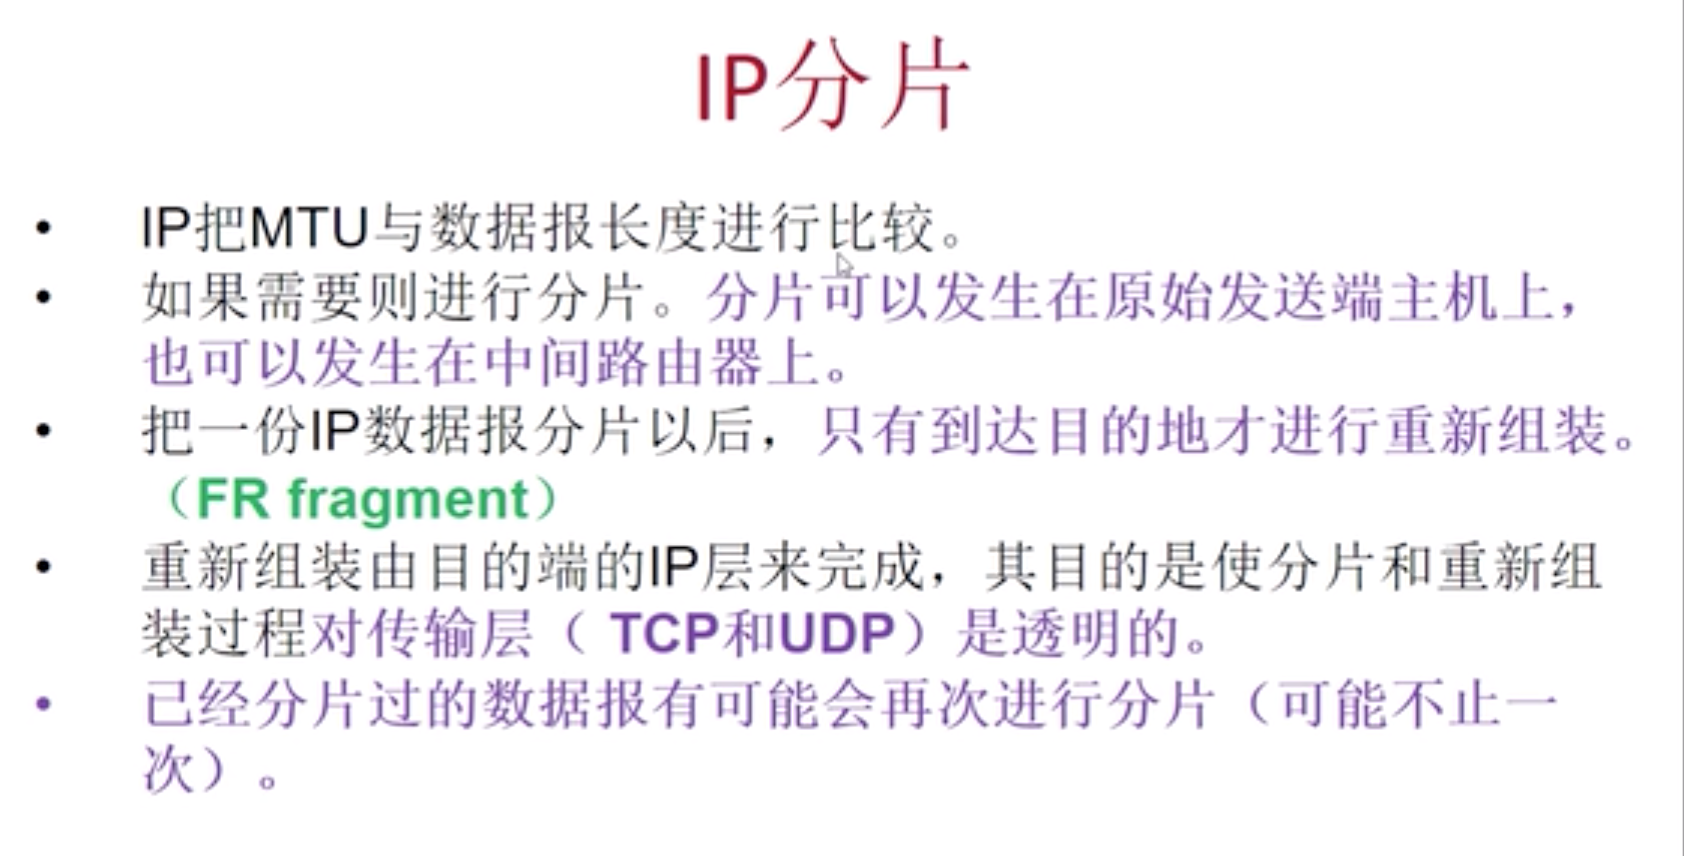 IP分片
• IP把MTU与数据报长度进行比较。
• 如果需要则进行分片。分片可以发生在原始发送端主机上，
也可以发生在中间路由器上。
• 把一份IP数据报分片以后，只有到达目的地才进行重新组装。
（FR fragment）
• 重新组装由目的端的IP层来完成，其目的是使分片和重新组
装过程对传输层（ TCP和UDP）是透明的。
• 已经分片过的数据报有可能会再次进行分片（可能不止一
次）。